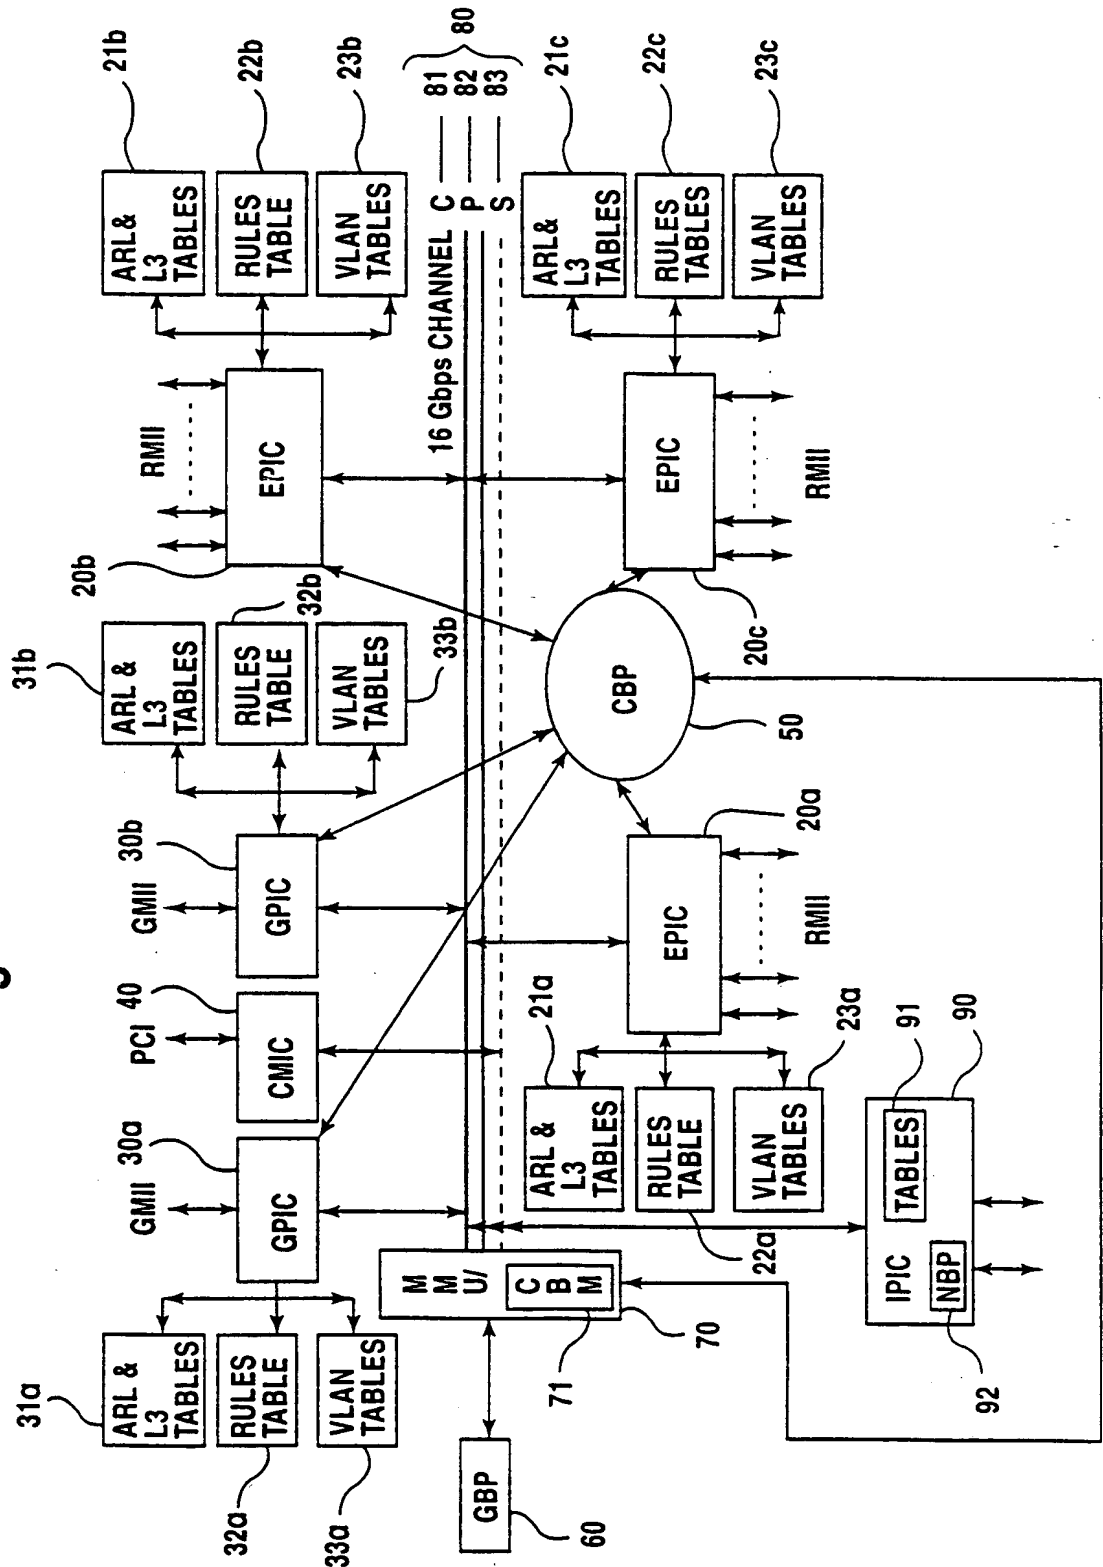 31a
ARL &
L3
TABLES
32a
RULES
TABLE
33a
VLAN
TABLES
GMII
30a
GPIC
PCI
40
CMIC
GMII
30b
GPIC
31b
ARL &
L3
TABLES
32b
RULES
TABLE
33b
VLAN
TABLES
20b
RMII
EPIC
21b
ARL&
L3
TABLES
22b
RULES
TABLE
23b
VLAN
TABLES
GBP
60
M
M
U/
C
B
M
71
70
16 Gbps CHANNEL
C
P
S
81
82
83
80
21a
ARL &
L3
TABLES
22a
RULES
TABLE
23a
VLAN
TABLES
EPIC
20a
RMII
CBP
50
EPIC
20c
RMII
21c
ARL&
L3
TABLES
22c
RULES
TABLES
23c
VLAN
TABLES
IPIC
TABLES
91
90
NBP
92